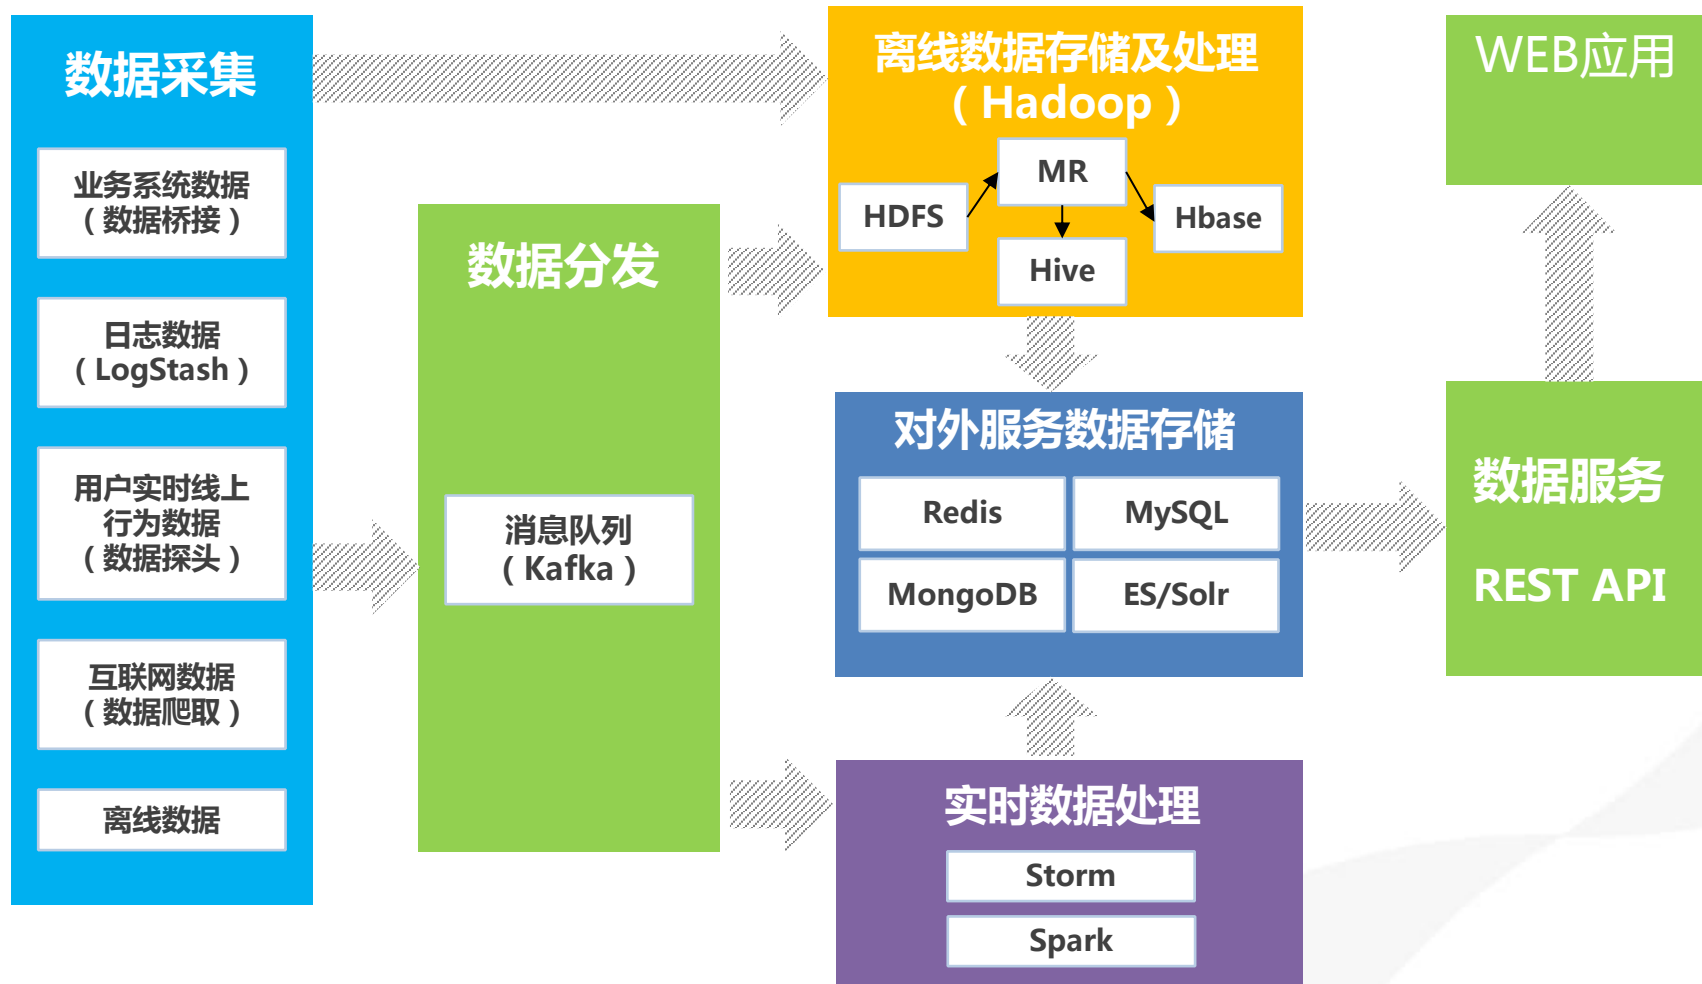 数据采集
业务系统数据
（数据桥接）
日志数据
（LogStash）
用户实时线上
行为数据
（数据探头）
互联网数据
（数据爬取）
离线数据
数据分发
消息队列
（Kafka）
离线数据存储及处理
（Hadoop）
HDFS
MR
Hive
Hbase
对外服务数据存储
Redis
MySQL
MongoDB
ES/Solr
实时数据处理
Storm
Spark
WEB应用
数据服务
REST API